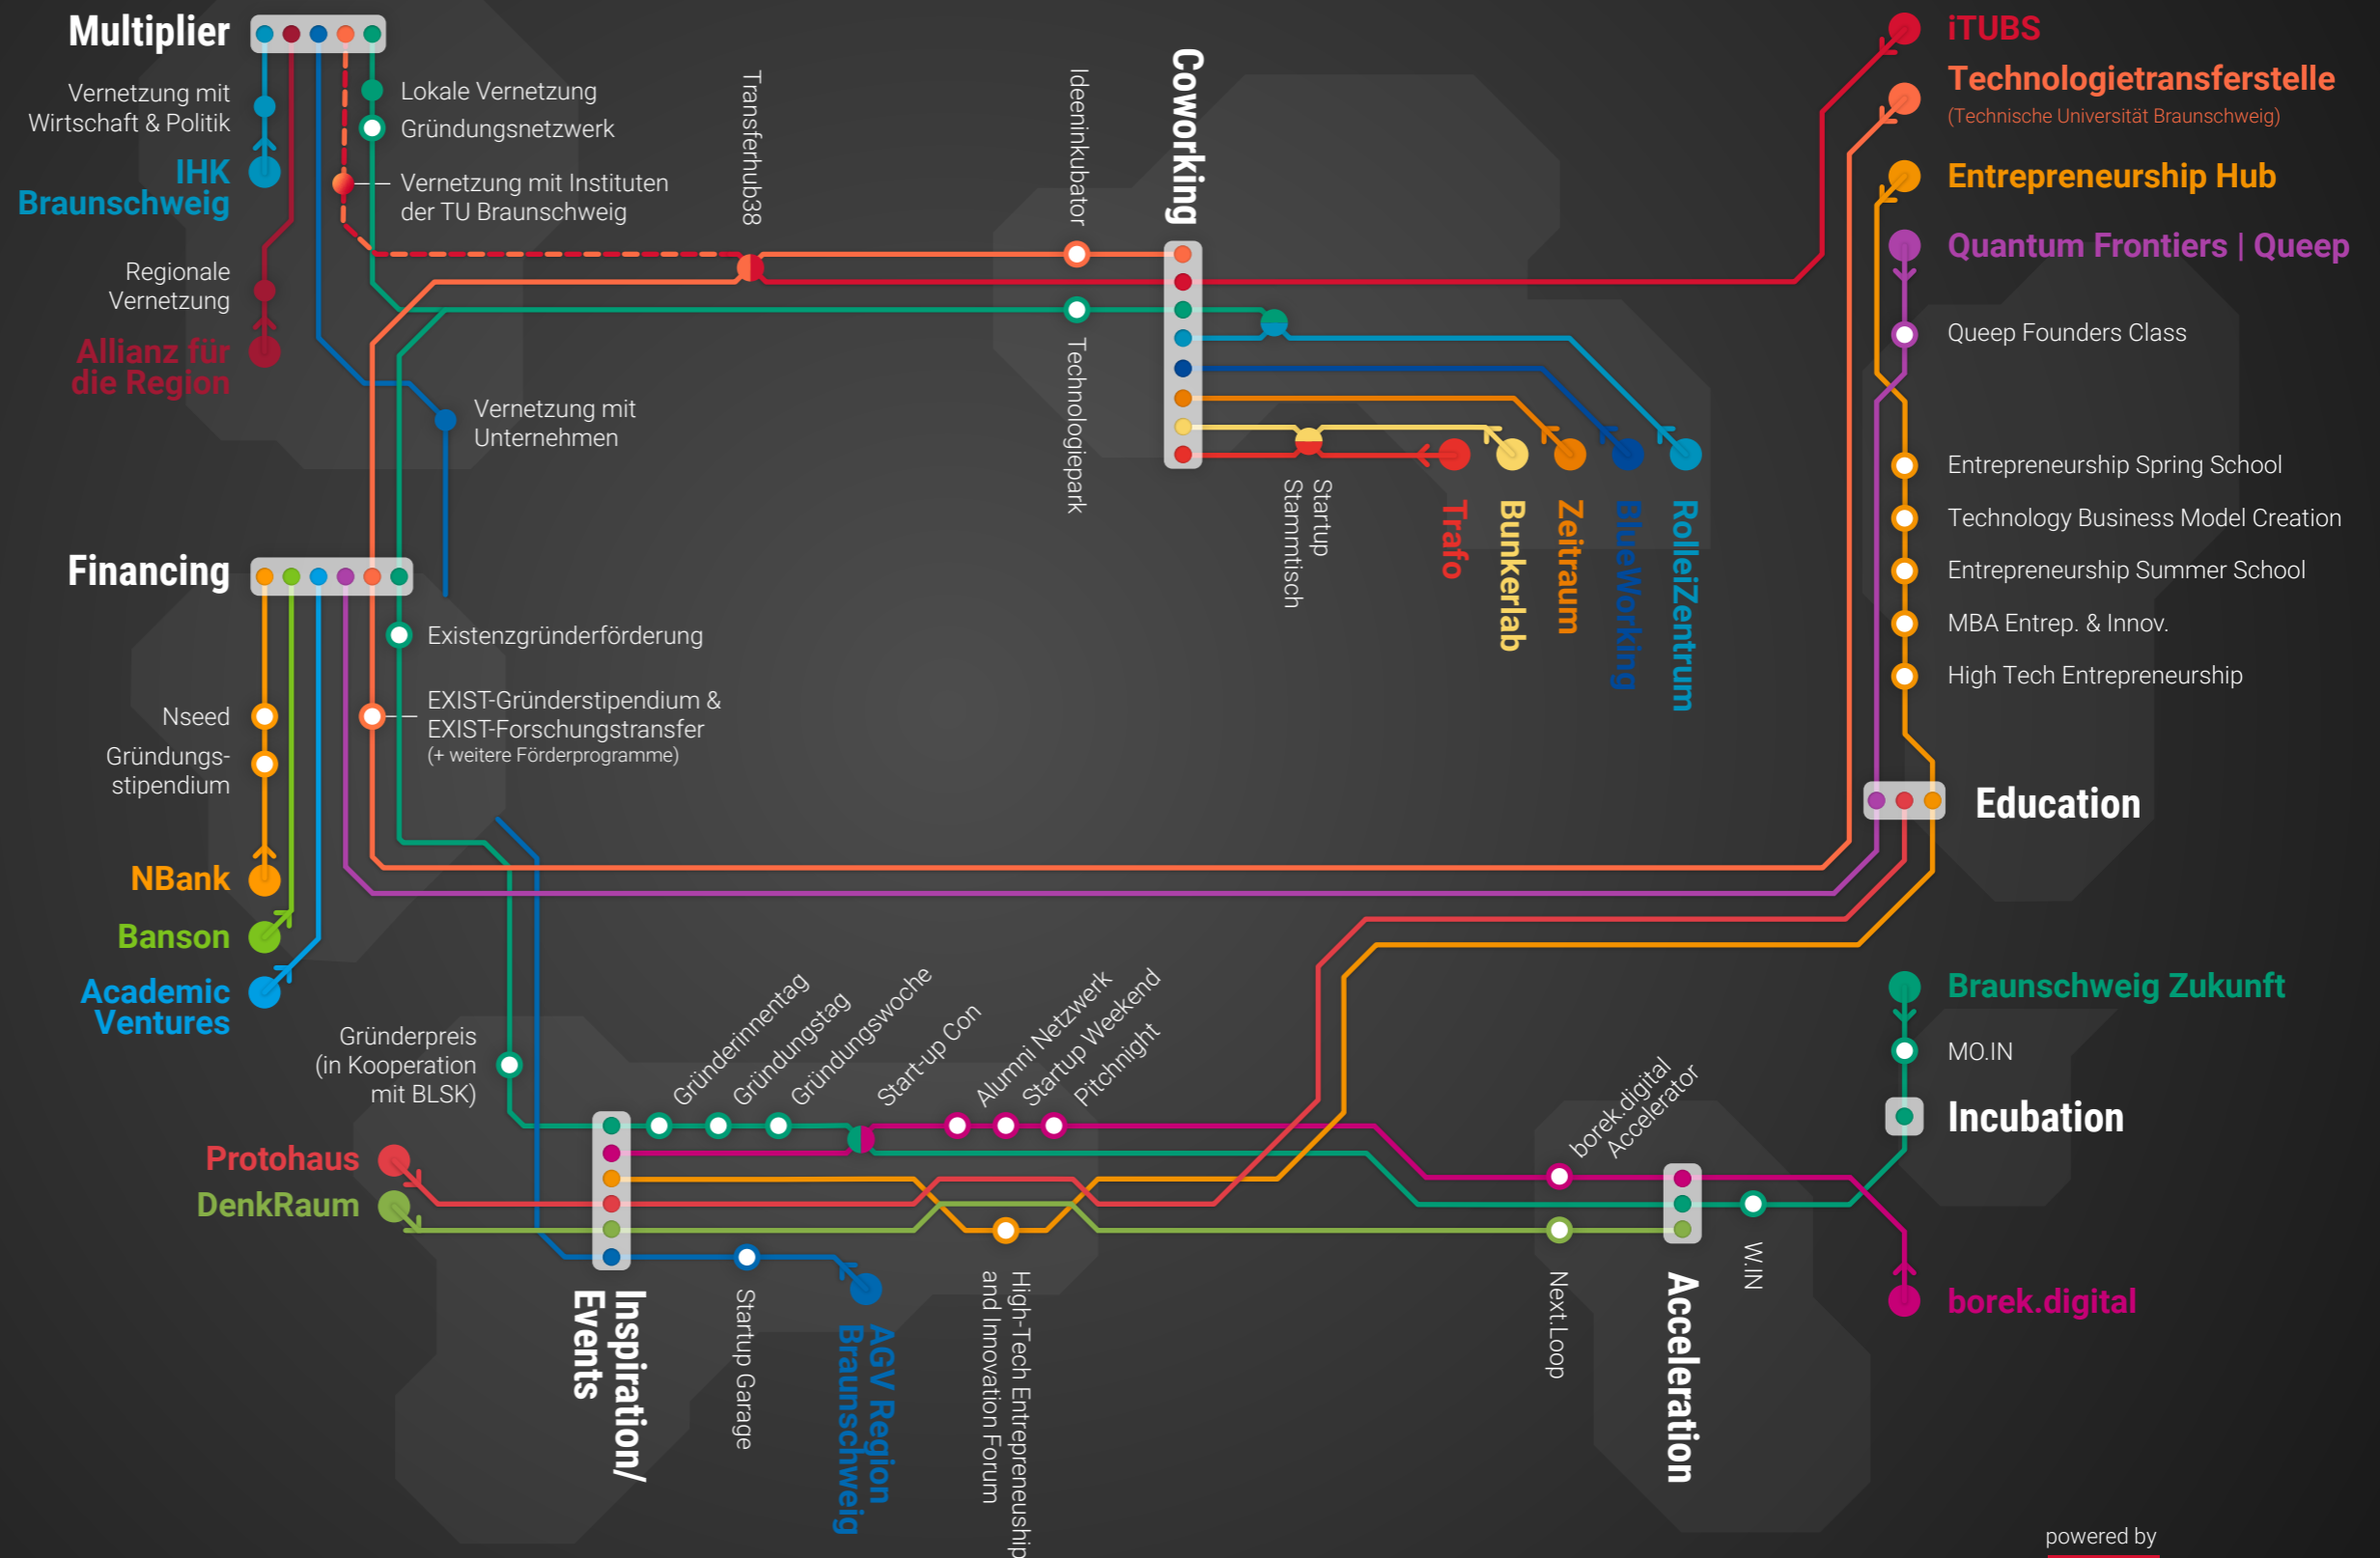 Multiplier
Vernetzung mit
Wirtschaft & Politik
IHK
Braunschweig
Regionale
Vernetzung
Allianz für
die Region
Lokale Vernetzung
Gründungsnetzwerk
Vernetzung mit Instituten
der TU Braunschweig
Vernetzung mit
Unternehmen
Transferhub38
Ideeninkubator
Technologiepark
Coworking
Startup
Stammtisch
Trafo
Bunkerlab
Zeitraum
BlueWorking
RolleiZentrum
iTUBS
Technologietransferstelle
(Technische Universität Braunschweig)
Entrepreneurship Hub
Quantum Frontiers | Queep
Queep Founders Class
Entrepreneurship Spring School
Technology Business Model Creation
Entrepreneurship Summer School
MBA Entrep. & Innov.
High Tech Entrepreneurship
Education
Financing
Existenzgründerförderung
EXIST-Gründerstipendium &
EXIST-Forschungstransfer
(+ weitere Förderprogramme)
Nseed
Gründungs-
stipendium
NBank
Banson
Academic
Ventures
Gründerpreis
(in Kooperation
mit BLSK)
Protohaus
DenkRaum
Gründerinnentag
Gründungstag
Gründungswoche
Start-up Con
Alumni Netzwerk
Startup Weekend
Pitchnight
Inspiration/
Events
Startup Garage
AGV Region
Braunschweig
High-Tech Entrepreneuship
and Innovation Forum
borek.digital
Accelerator
Next.Loop
Acceleration
W.IN
Braunschweig Zukunft
MO.IN
Incubation
borek.digital
powered by